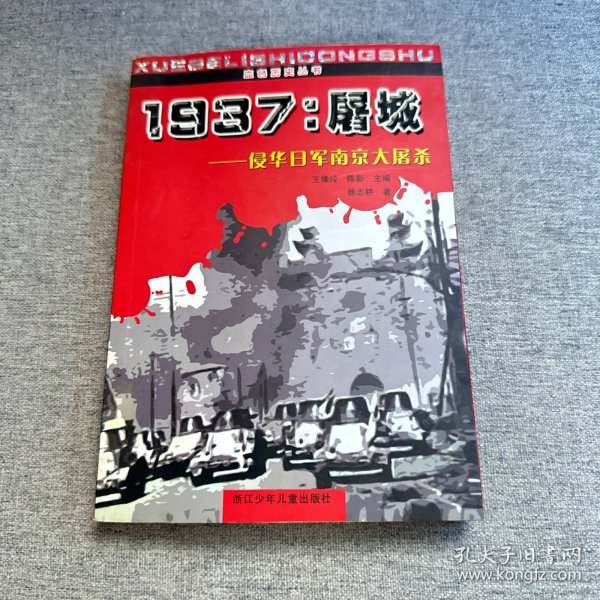 XUESELISHICONGSHU
血色历史丛书
1937:屠城
——侵华日军南京大屠杀
王维玲 陈新 主编
徐志耕 著
浙江少年儿童出版社
孔夫子旧书网
www.kongfz.com